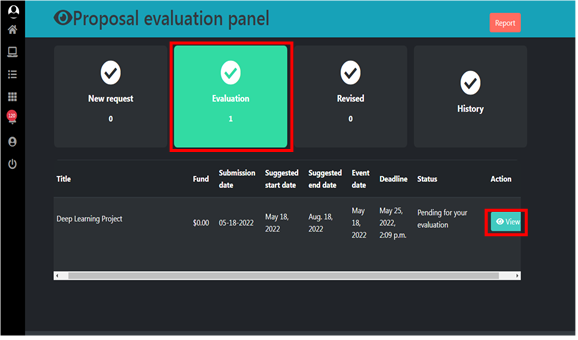 Proposal evaluation panel
Report
New request
0
Evaluation
1
Revised
0
History
Title Fund Submission date Suggested start date Suggested end date Event date Deadline Status Action
Deep Learning Project $0.00 05-18-2022 May 18, 2022 Aug. 18, 2022 May 18, 2022 May 25, 2022, 2:09 p.m. Pending for your evaluation View